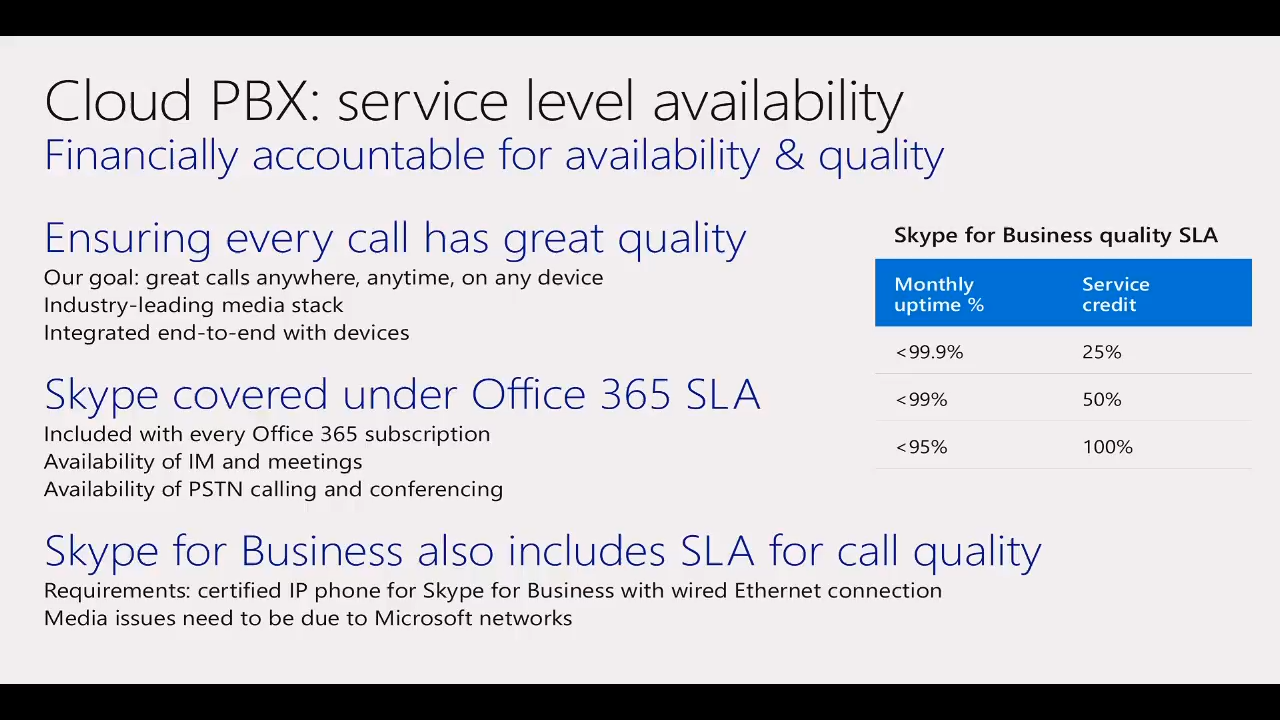 Cloud PBX: service level availability
Financially accountable for availability & quality
Ensuring every call has great quality
Our goal: great calls anywhere, anytime, on any device
Industry-leading media stack
Integrated end-to-end with devices
Skype covered under Office 365 SLA
Included with every Office 365 subscription
Availability of IM and meetings
Availability of PSTN calling and conferencing
Skype for Business also includes SLA for call quality
Requirements: certified IP phone for Skype for Business with wired Ethernet connection
Media issues need to be due to Microsoft networks
Skype for Business quality SLA
Monthly uptime % Service credit
<99.9% 25%
<99% 50%
<95% 100%